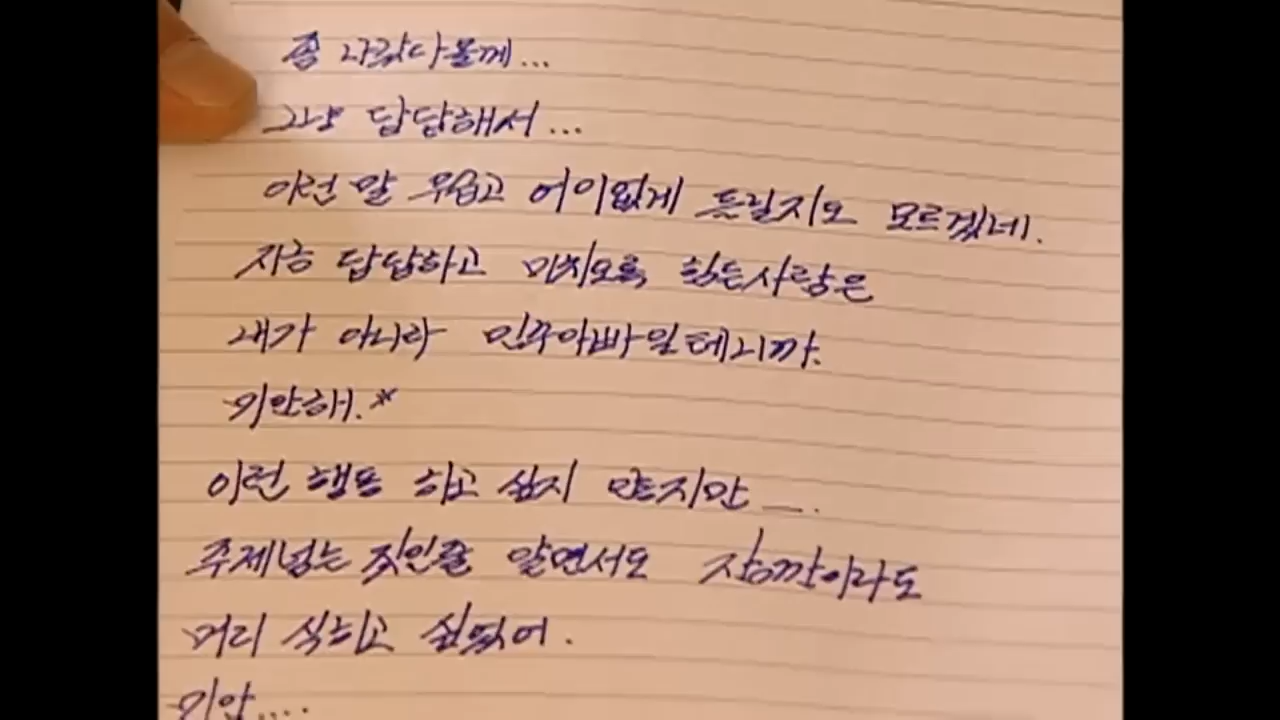 좀 나갔다 올께...
그냥 답답해서...
이런 말 우습고 어이없게 들릴지도 모르겠네.
지금 답답하고 미치도록 힘든사람은
내가 아니라 민주아빠일테니까.
미안해.*
이런 행동 하고 싶지 않지만 __.
주제넘는 짓인줄 알면서도 잠깐이라도
머리 식히고 싶었어.
미안....